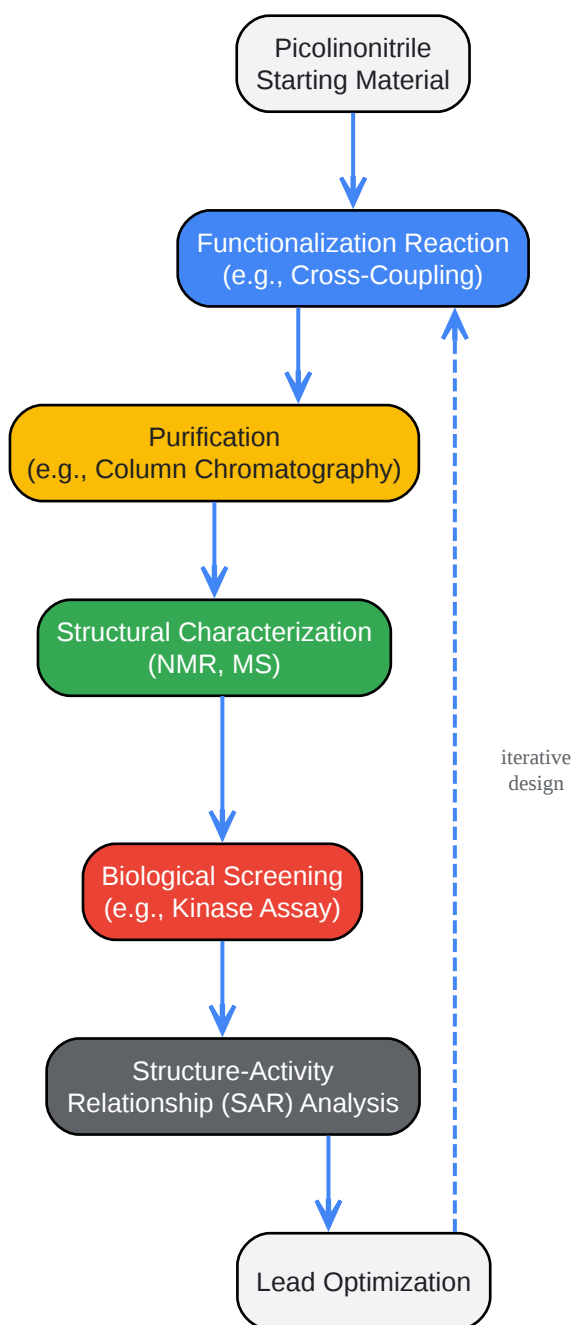 Picolinonitrile
Starting Material
Functionalization Reaction
(e.g., Cross-Coupling)
Purification
(e.g., Column Chromatography)
Structural Characterization
(NMR, MS)
iterative
design
Biological Screening
(e.g., Kinase Assay)
Structure-Activity
Relationship (SAR) Analysis
Lead Optimization